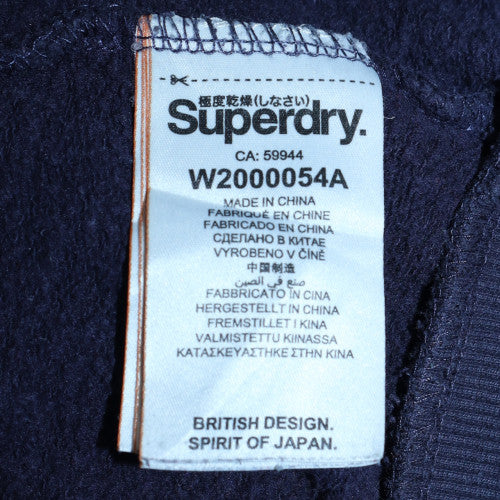 極度乾燥(しなさい)
Superdry.
CA: 59944
W2000054A
MADE IN CHINA
FABRIQUÉ EN CHINE
FABRICADO EN CHINA
СДЕЛАНО В КИТАЕ
VYROBENO V ČÍNĚ
中国制造
صنع في الصين
FABBRICATO IN CINA
HERGESTELLT IN CHINA
FREMSTILLET I KINA
VALMISTETTU KIINASSA
ΚΑΤΑΣΚΕΥΑΣΤΗΚΕ ΣΤΗΝ ΚΙΝΑ
BRITISH DESIGN.
SPIRIT OF JAPAN.